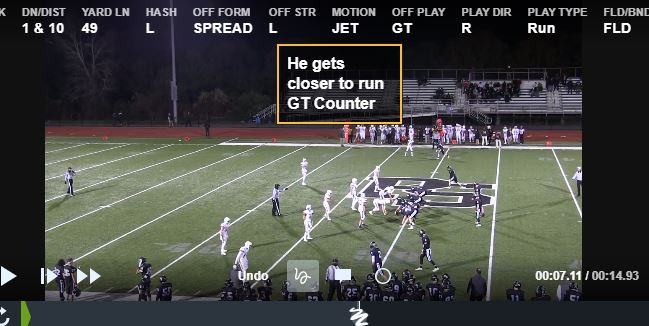 K DN/DIST YARD LN HASH OFF FORM OFF STR MOTION OFF PLAY PLAY DIR PLAY TYPE FLD/BND
1 & 10 49 L SPREAD L JET GT R Run FLD
He gets
closer to run
GT Counter
Undo 00:07.11 / 00:14.93